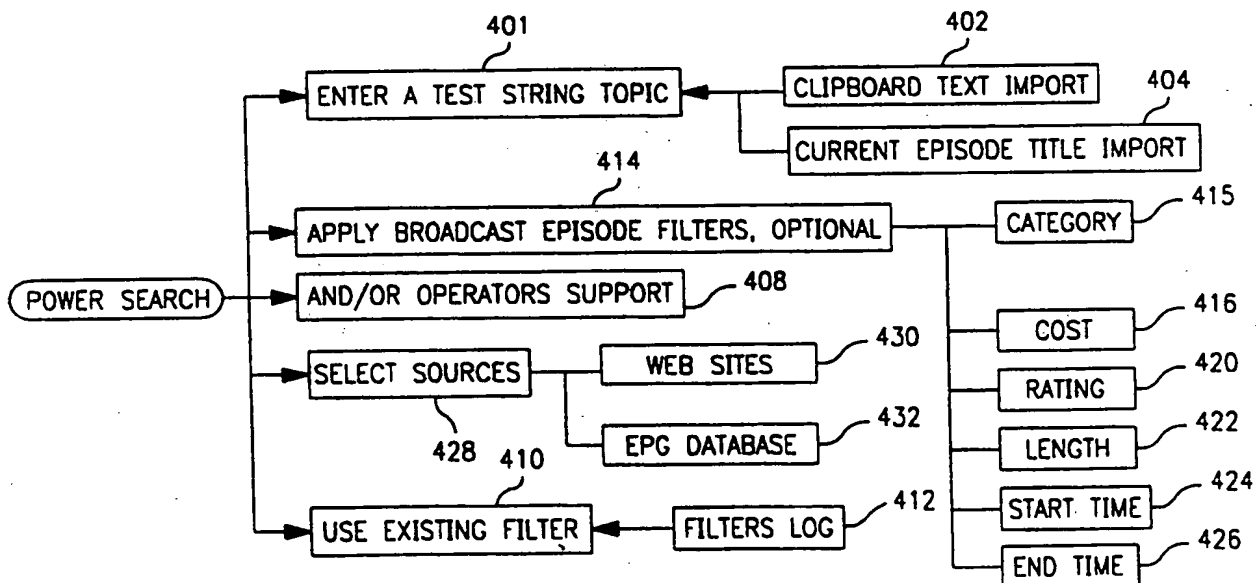 401
402
ENTER A TEST STRING TOPIC
CLIPBOARD TEXT IMPORT
404
CURRENT EPISODE TITLE IMPORT
414
415
APPLY BROADCAST EPISODE FILTERS, OPTIONAL
CATEGORY
POWER SEARCH
AND/OR OPERATORS SUPPORT
408
416
COST
430
SELECT SOURCES
WEB SITES
420
RATING
428
432
EPG DATABASE
422
LENGTH
410
412
424
USE EXISTING FILTER
FILTERS LOG
START TIME
426
END TIME